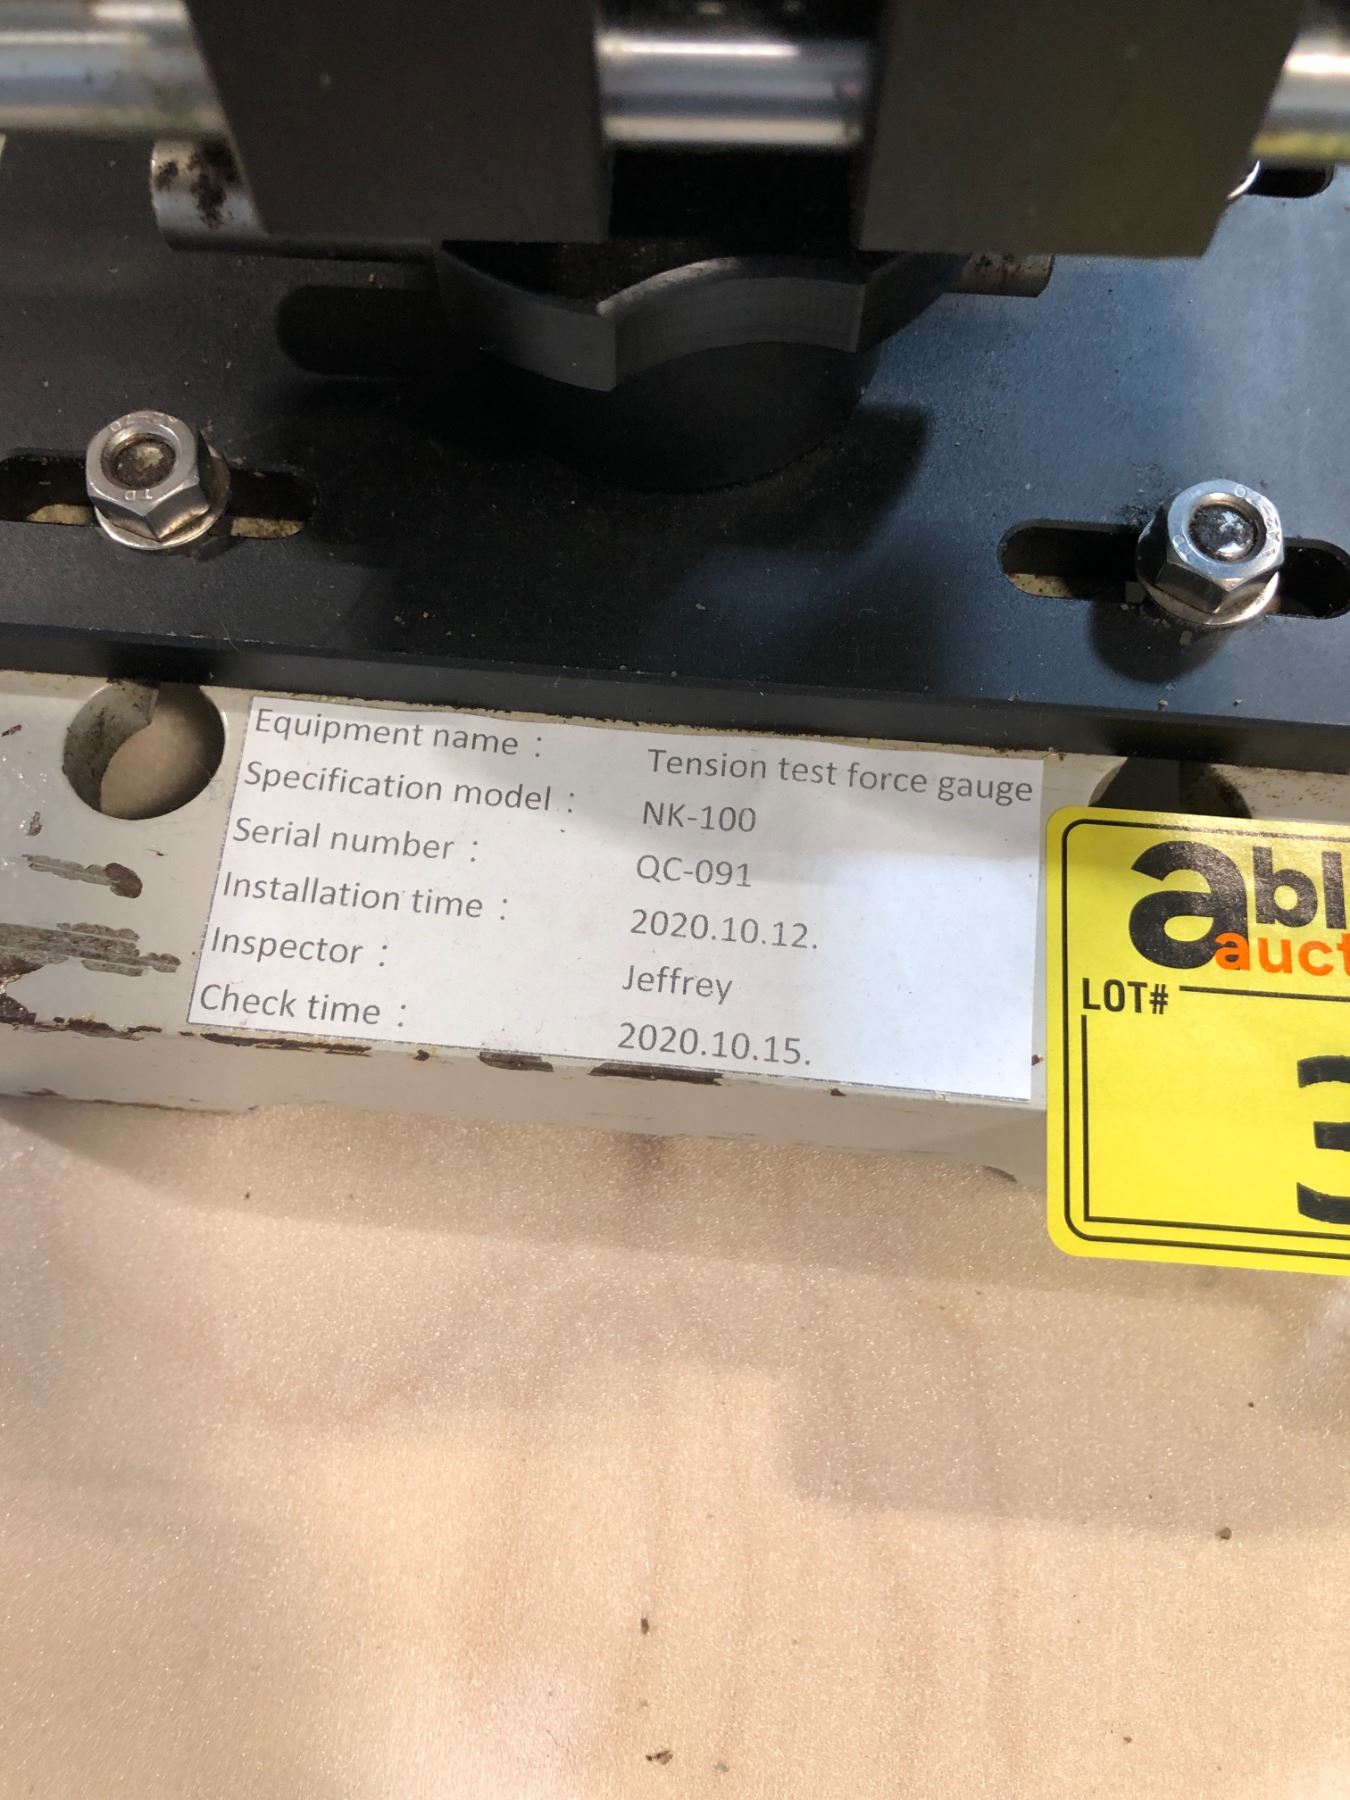 Equipment name： Tension test force gauge
Specification model： NK-100
Serial number： QC-091
Installation time： 2020.10.12.
Inspector： Jeffrey
Check time： 2020.10.15.
LOT#
3